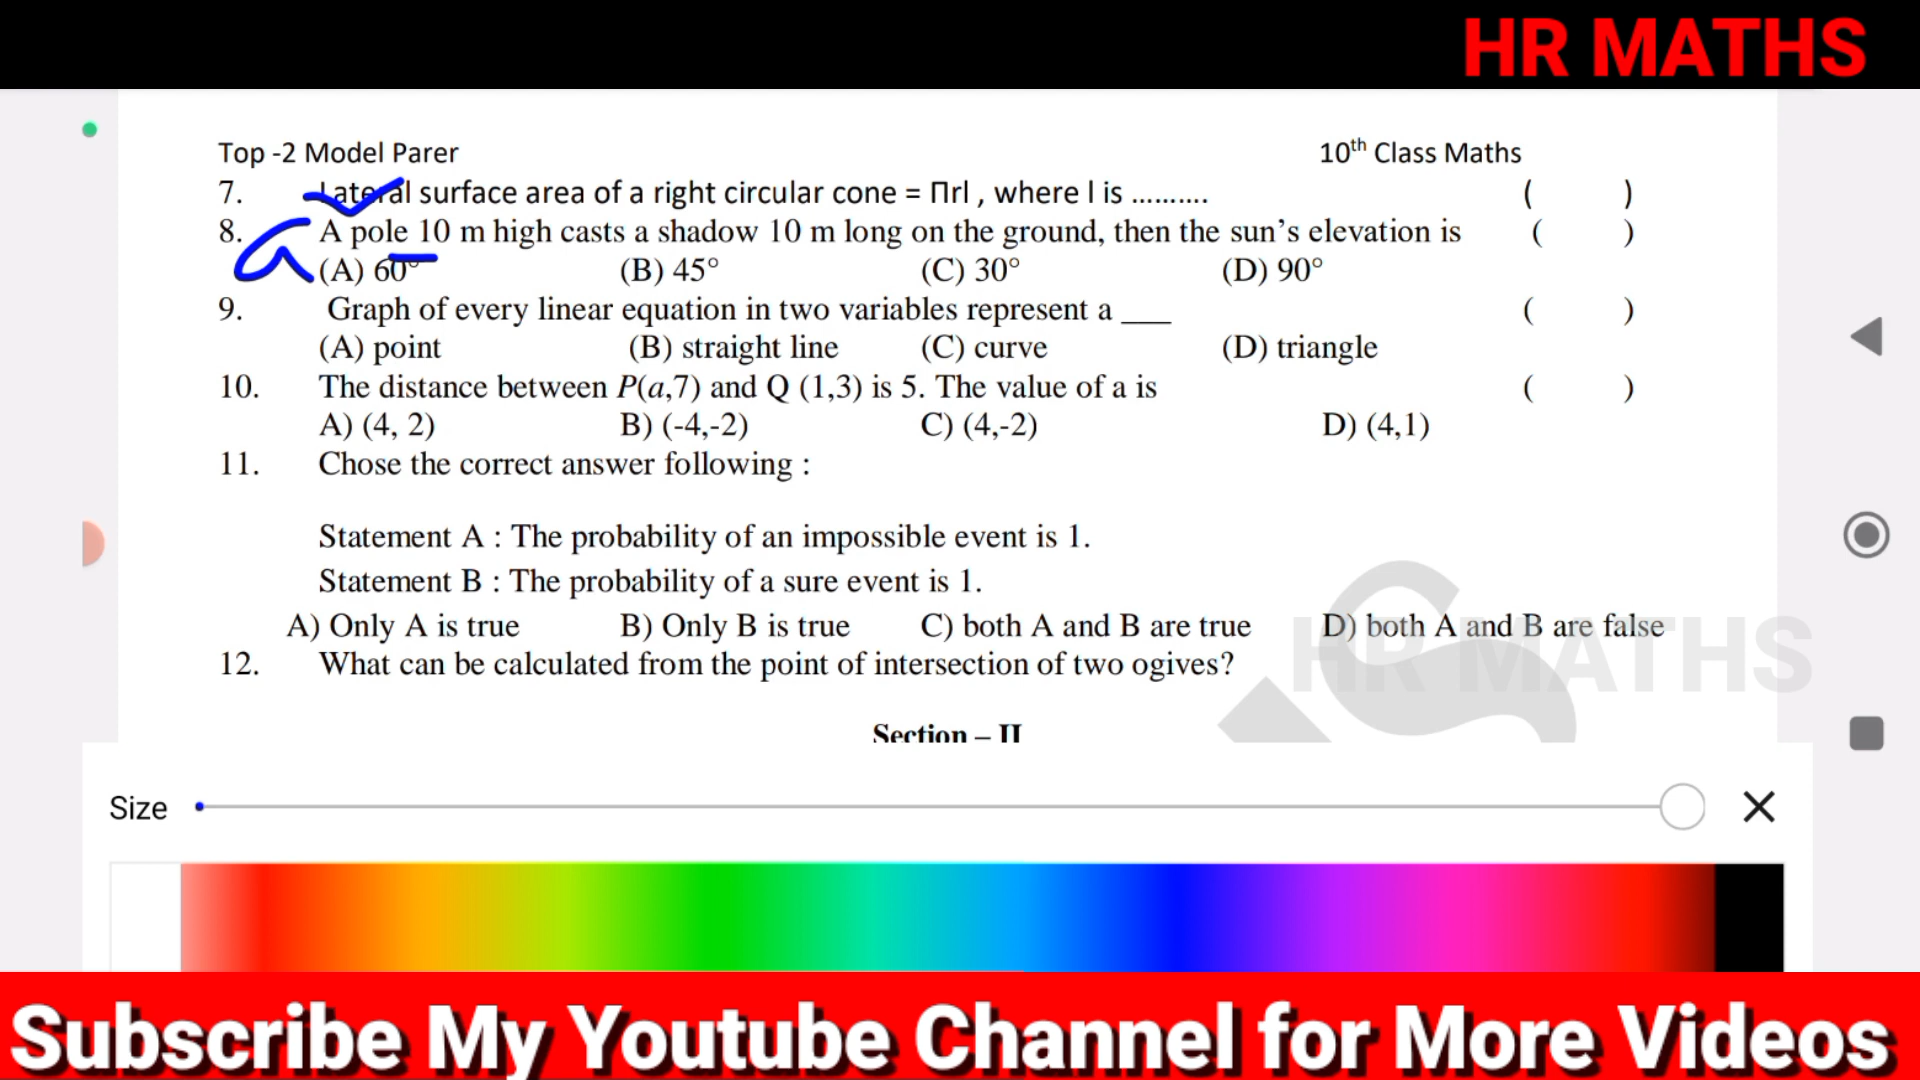 HR MATHS
Top -2 Model Parer 10th Class Maths
7. Lateral surface area of a right circular cone = Πrl , where l is .......... ( )
8. A pole 10 m high casts a shadow 10 m long on the ground, then the sun’s elevation is ( )
(A) 60° (B) 45° (C) 30° (D) 90°
9. Graph of every linear equation in two variables represent a ___ ( )
(A) point (B) straight line (C) curve (D) triangle
10. The distance between P(a,7) and Q (1,3) is 5. The value of a is ( )
A) (4, 2) B) (-4,-2) C) (4,-2) D) (4,1)
11. Chose the correct answer following :
Statement A : The probability of an impossible event is 1.
Statement B : The probability of a sure event is 1.
A) Only A is true B) Only B is true C) both A and B are true D) both A and B are false
HR MATHS
12. What can be calculated from the point of intersection of two ogives?
Section – II
Size
Subscribe My Youtube Channel for More Videos